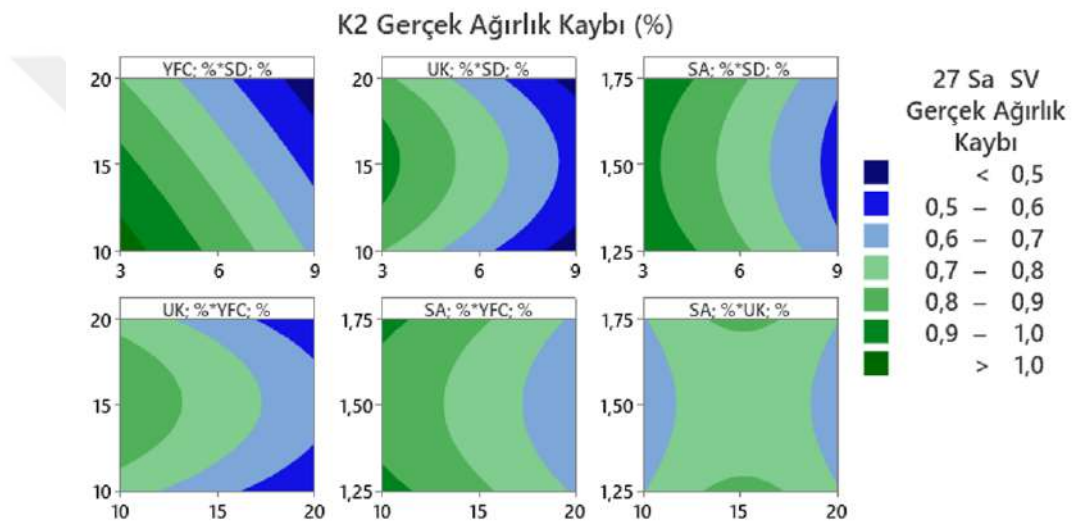 K2 Gerçek Ağırlık Kaybı (%)
YFC; %*SD; %
UK; %*SD; %
SA; %*SD; %
20
15
10
3
6
9
20
15
10
3
6
9
1,75
1,50
1,25
3
6
9
UK; %*YFC; %
SA; %*YFC; %
SA; %*UK; %
20
15
10
10
15
20
1,75
1,50
1,25
10
15
20
1,75
1,50
1,25
10
15
20
27 Sa SV
Gerçek Ağırlık
Kaybı
< 0,5
0,5 – 0,6
0,6 – 0,7
0,7 – 0,8
0,8 – 0,9
0,9 – 1,0
> 1,0